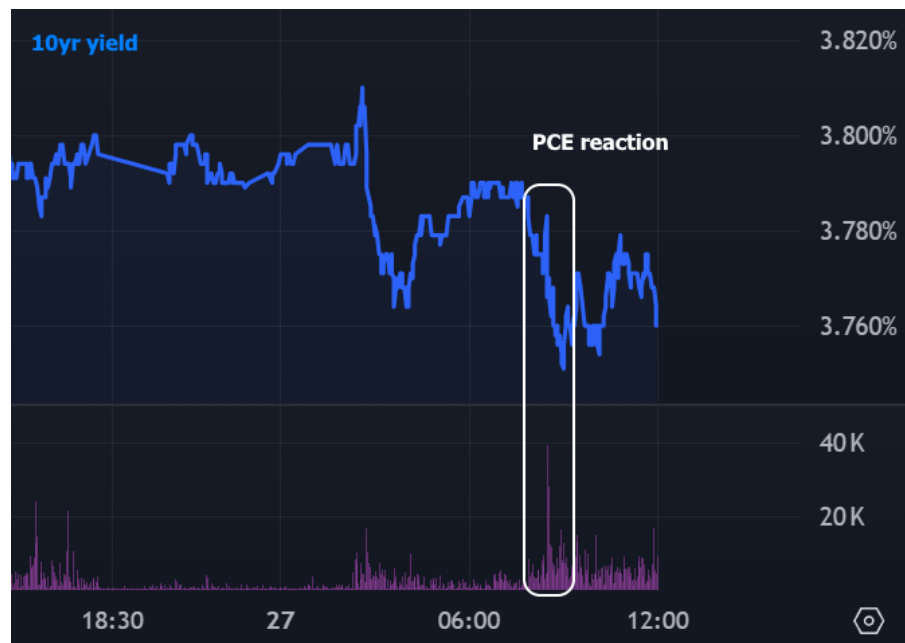 10yr yield
3.820%
3.800%
PCE reaction
3.780%
3.760%
40K
20K
18:30 27 06:00 12:00